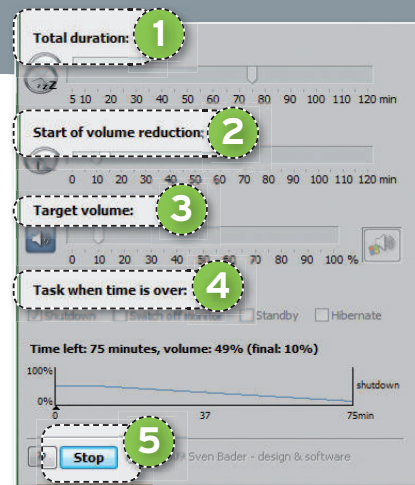 Total duration: 1
zZ
5 10 20 30 40 50 60 70 80 90 100 110 120 min
Start of volume reduction: 2
0 10 20 30 40 50 60 70 80 90 100 110 120 min
Target volume: 3
0 10 20 30 40 50 60 70 80 90 100 %
Task when time is over: 4
Shutdown Switch off monitor Standby Hibernate
Time left: 75 minutes, volume: 49% (final: 10%)
100%
shutdown
0%
0 37 75min
5
Stop Sven Bader - design & software